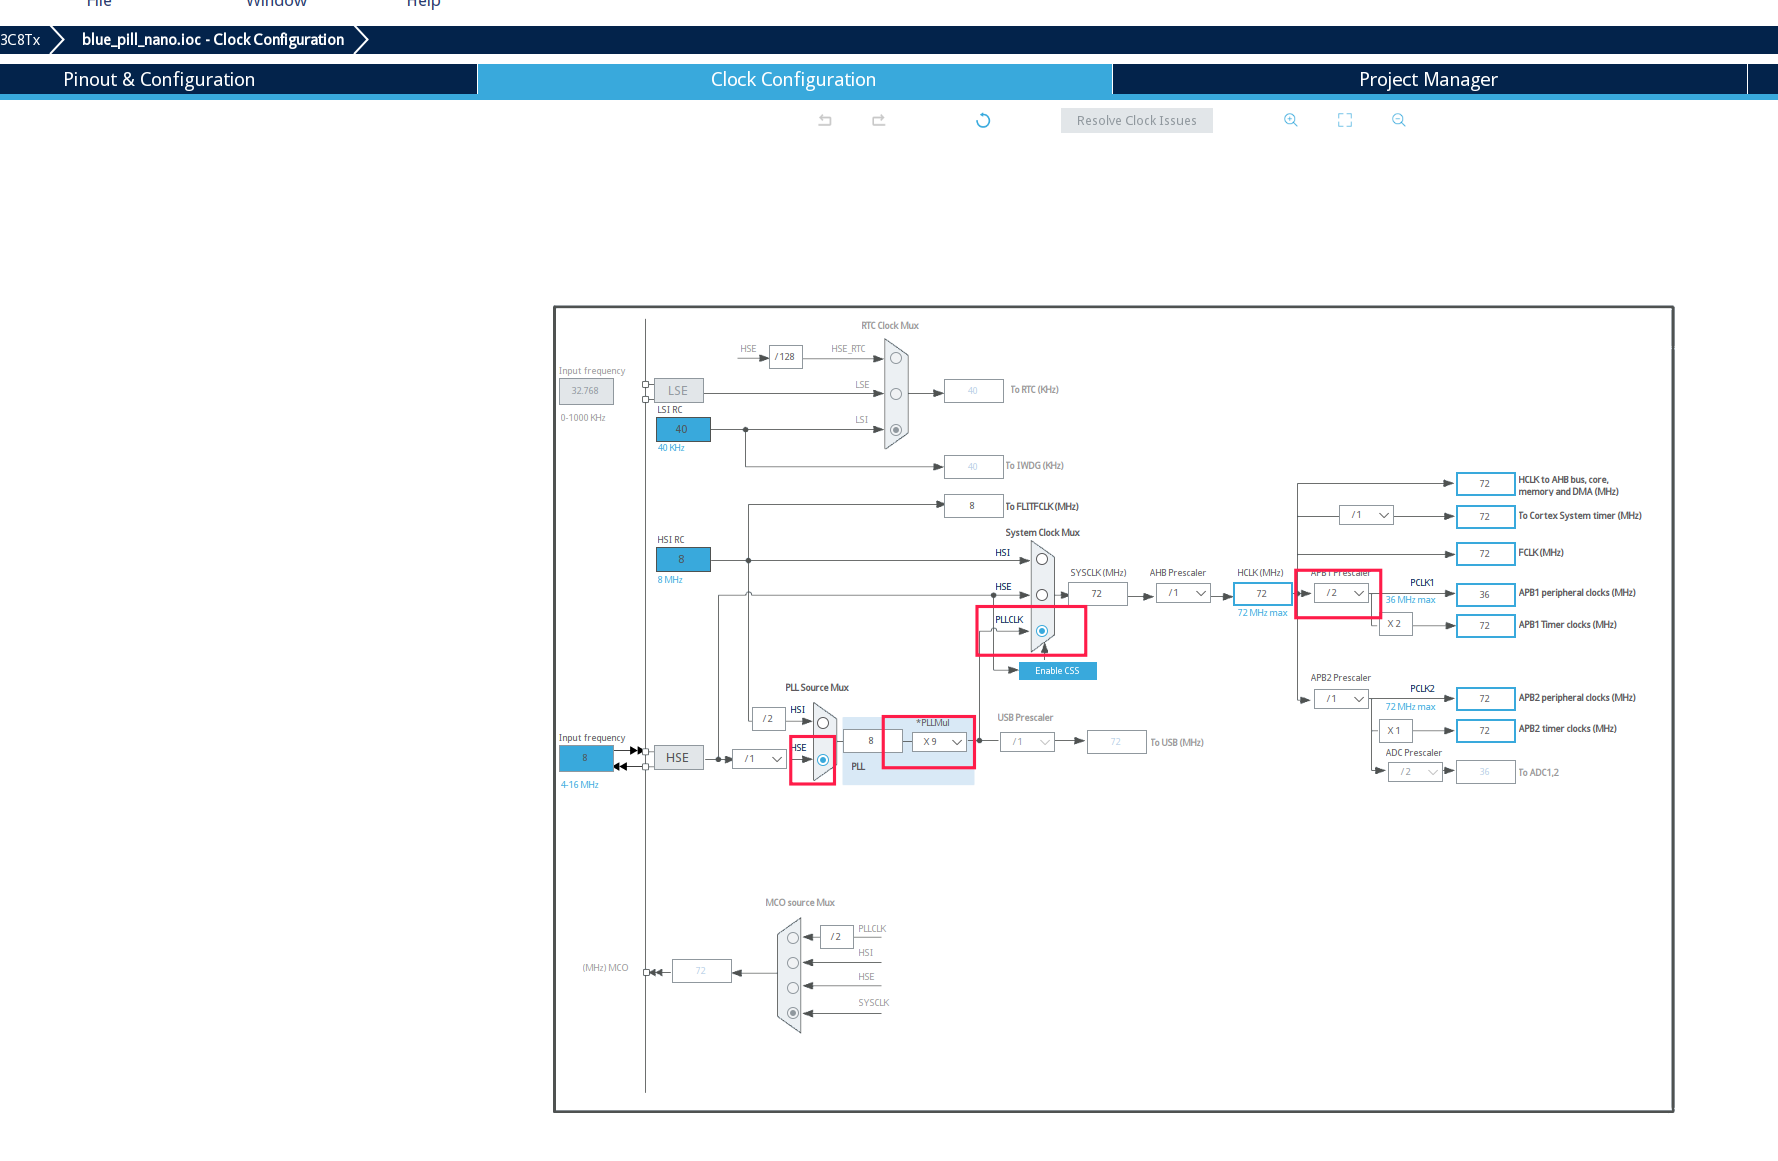 File Window Help
3C8Tx blue_pill_nano.ioc - Clock Configuration
Pinout & Configuration Clock Configuration Project Manager
Resolve Clock Issues
RTC Clock Mux
HSE /128 HSE_RTC
Input frequency
32.768 LSE LSE 40 To RTC (KHz)
0-1000 KHz
LSI RC
40 LSI
40 KHz
40 To IWDG (KHz)
8 To FLITFCLK (MHz)
System Clock Mux
HSI RC
8 HSI
8 MHz
HSE
PLLCLK
Enable CSS
SYSCLK (MHz) AHB Prescaler HCLK (MHz) APB1 Prescaler
72 /1 72 /2
72 MHz max
72 HCLK to AHB bus, core,
memory and DMA (MHz)
/1 72 To Cortex System timer (MHz)
72 FCLK (MHz)
PCLK1
36 MHz max
36 APB1 peripheral clocks (MHz)
X 2 72 APB1 Timer clocks (MHz)
APB2 Prescaler
/1 PCLK2
72 MHz max
72 APB2 peripheral clocks (MHz)
X 1 72 APB2 timer clocks (MHz)
ADC Prescaler
/2 36 To ADC1,2
PLL Source Mux
/2 HSI
*PLLMul
Input frequency
8 HSE /1 HSE 8 X 9
4-16 MHz
PLL
USB Prescaler
/1 72 To USB (MHz)
MCO source Mux
/2 PLLCLK
HSI
(MHz) MCO 72
HSE
SYSCLK